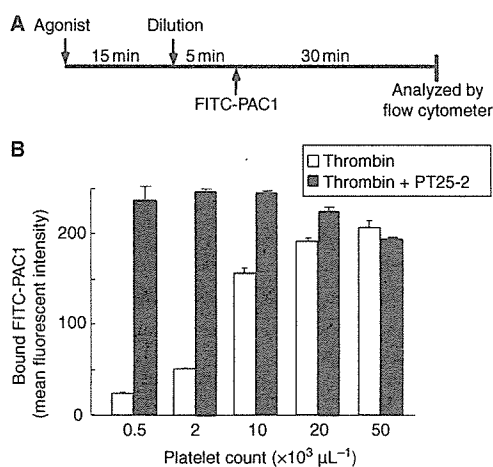 A
Agonist
Dilution
15 min
5 min
30 min
FITC-PAC1
Analyzed by
flow cytometer
B
Thrombin
Thrombin + PT25-2
Bound FITC-PAC1
(mean fluorescent intensity)
200
100
0
0.5 2 10 20 50
Platelet count (×10³ µL⁻¹)